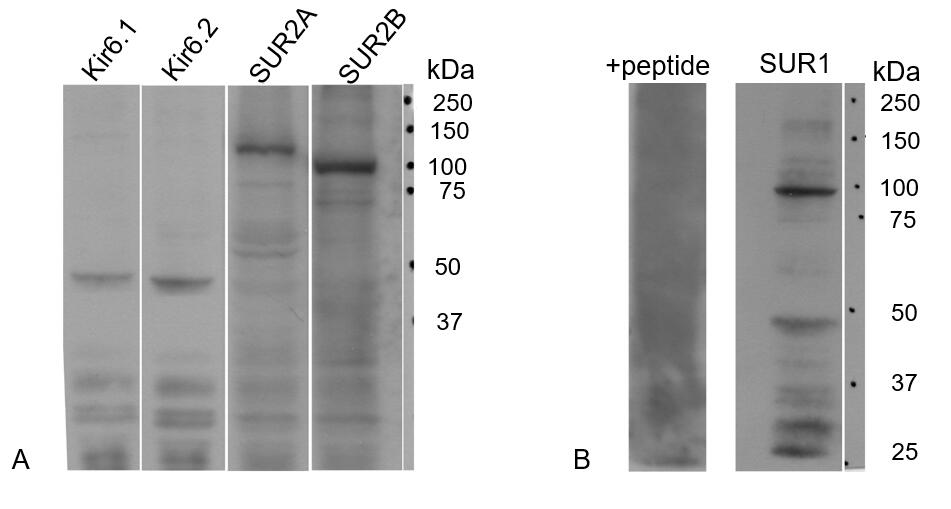 Kir6.1
Kir6.2
SUR2A
SUR2B
kDa
250
150
100
75
50
37
A
+peptide
SUR1
kDa
250
150
100
75
50
37
25
B